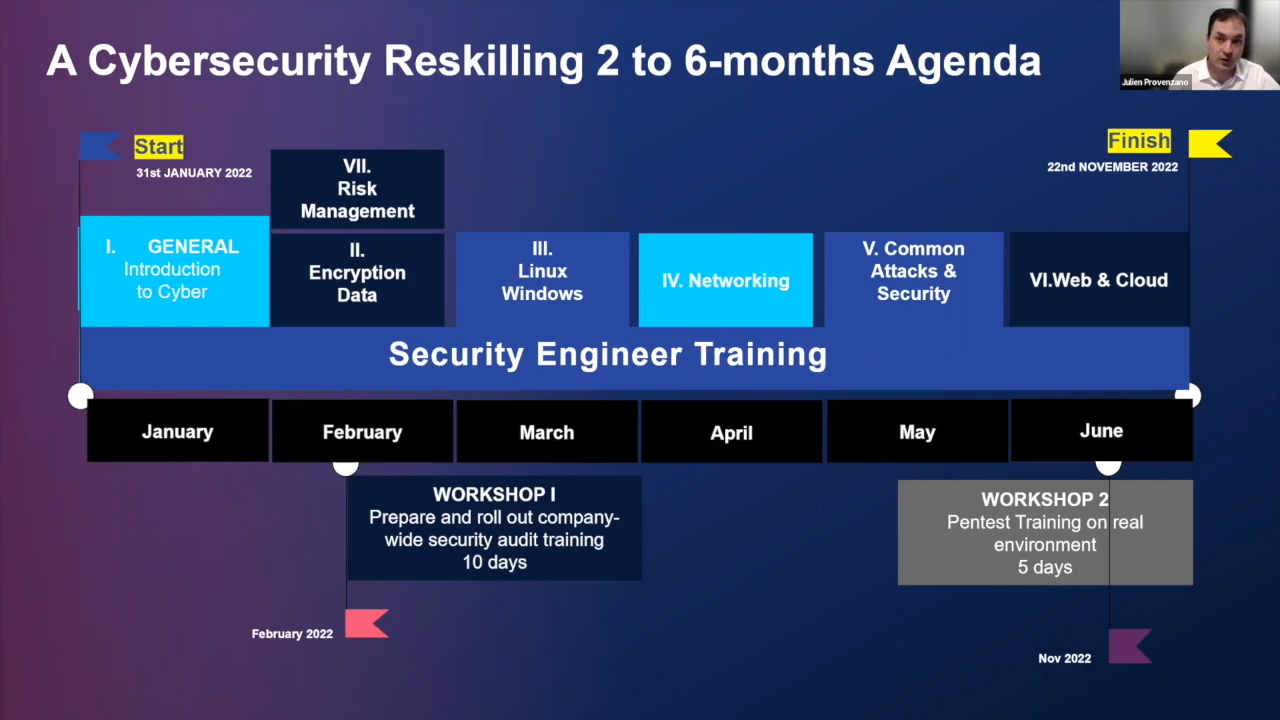 A Cybersecurity Reskilling 2 to 6-months Agenda
Julien Provenzano
Start
31st JANUARY 2022
Finish
22nd NOVEMBER 2022
VII.
Risk
Management
I. GENERAL
Introduction
to Cyber
II.
Encryption
Data
III.
Linux
Windows
IV. Networking
V. Common
Attacks &
Security
VI.Web & Cloud
Security Engineer Training
January
February
March
April
May
June
WORKSHOP I
Prepare and roll out company-
wide security audit training
10 days
WORKSHOP 2
Pentest Training on real
environment
5 days
February 2022
Nov 2022